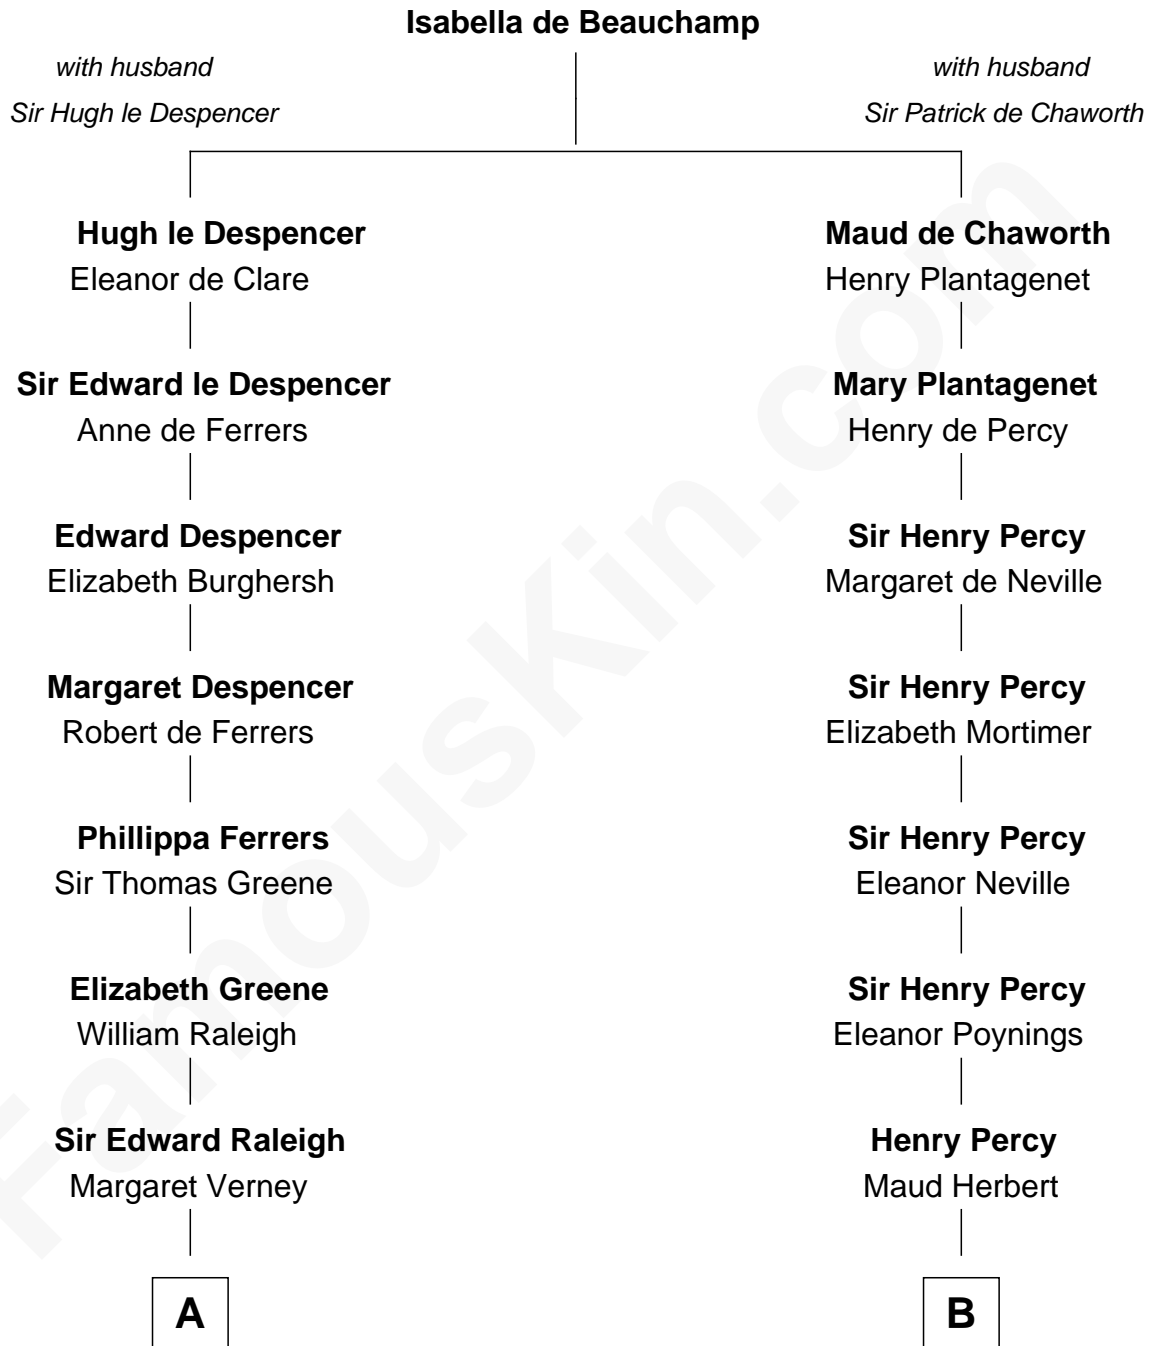 Isabella de Beauchamp
with husband
Sir Hugh le Despencer
with husband
Sir Patrick de Chaworth
Hugh le Despencer
Eleanor de Clare
Maud de Chaworth
Henry Plantagenet
Sir Edward le Despencer
Anne de Ferrers
Mary Plantagenet
Henry de Percy
Edward Despencer
Elizabeth Burghersh
Sir Henry Percy
Margaret de Neville
Margaret Despencer
Robert de Ferrers
Sir Henry Percy
Elizabeth Mortimer
Phillippa Ferrers
Sir Thomas Greene
Sir Henry Percy
Eleanor Neville
Elizabeth Greene
William Raleigh
Sir Henry Percy
Eleanor Poynings
Sir Edward Raleigh
Margaret Verney
Henry Percy
Maud Herbert
A
B
FamousKin.com